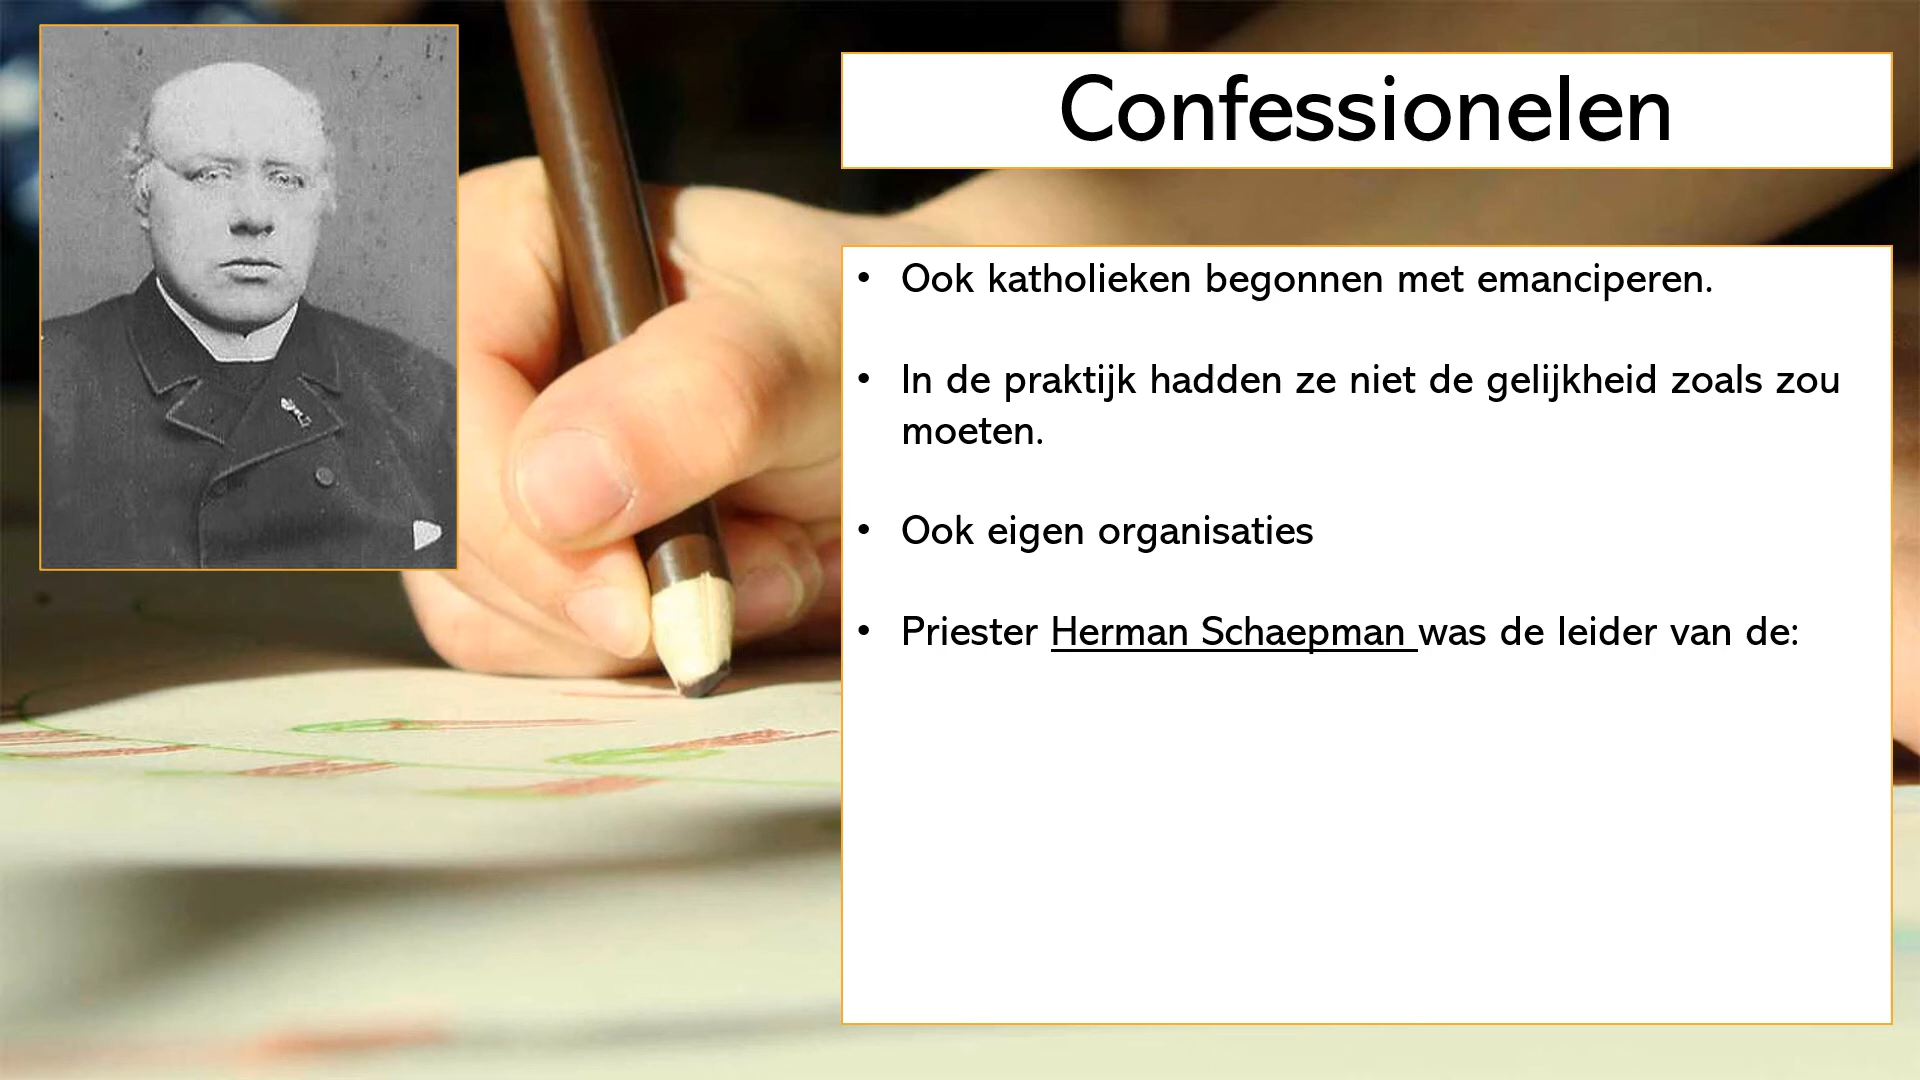 Confessionelen
• Ook katholieken begonnen met emanciperen.
• In de praktijk hadden ze niet de gelijkheid zoals zou
moeten.
• Ook eigen organisaties
• Priester Herman Schaepman was de leider van de: